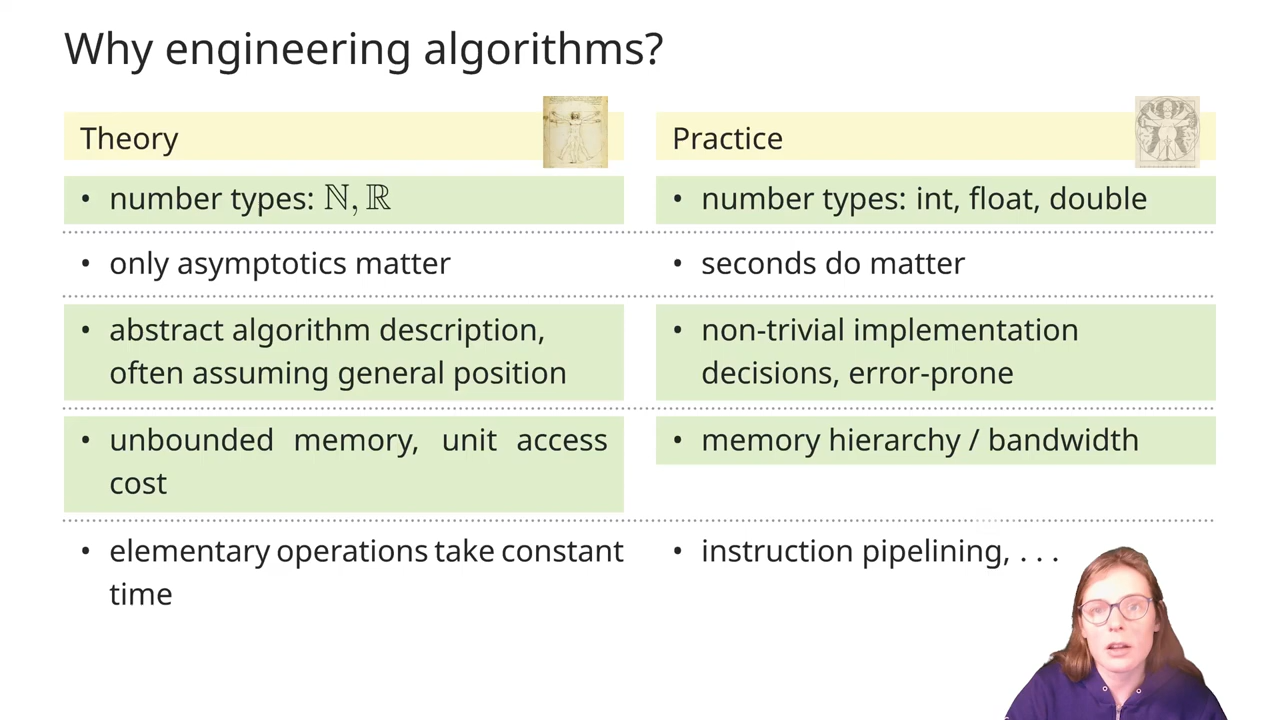 Why engineering algorithms?
Theory
• number types: ℕ, ℝ
• only asymptotics matter
• abstract algorithm description,
often assuming general position
• unbounded memory, unit access
cost
• elementary operations take constant
time
Practice
• number types: int, float, double
• seconds do matter
• non-trivial implementation
decisions, error-prone
• memory hierarchy / bandwidth
• instruction pipelining, . . .